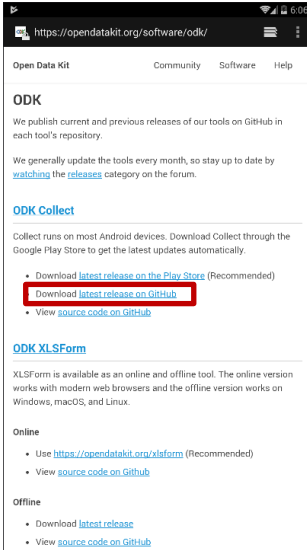 6:06
https://opendatakit.org/software/odk/
Open Data Kit Community Software Help
ODK
We publish current and previous releases of our tools on GitHub in
each tool's repository.
We generally update the tools every month, so stay up to date by
watching the releases category on the forum.
ODK Collect
Collect runs on most Android devices. Download Collect through the
Google Play Store to get the latest updates automatically.
• Download latest release on the Play Store (Recommended)
• Download latest release on GitHub
• View source code on GitHub
ODK XLSForm
XLSForm is available as an online and offline tool. The online version
works with modern web browsers and the offline version works on
Windows, macOS, and Linux.
Online
• Use https://opendatakit.org/xlsform (Recommended)
• View source code on Github
Offline
• Download latest release
• View source code on GitHub